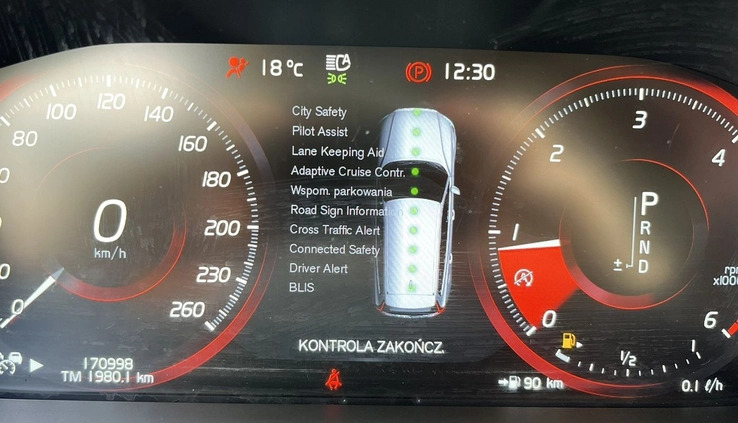 18°C
12:30
80 100 120 140 160 180 200 230 260
0
km/h
0
City Safety
Pilot Assist
Lane Keeping Aid
Adaptive Cruise Contr.
Wspom. parkowania
Road Sign Information
Cross Traffic Alert
Connected Safety
Driver Alert
BLIS
KONTROLA ZAKOŃCZ.
170998
TM 1980.1 km
0 1 2 3 4 6
P
R
N
D
±
rpm
x1000
1/2
1
90 km
0.1 ℓ/h